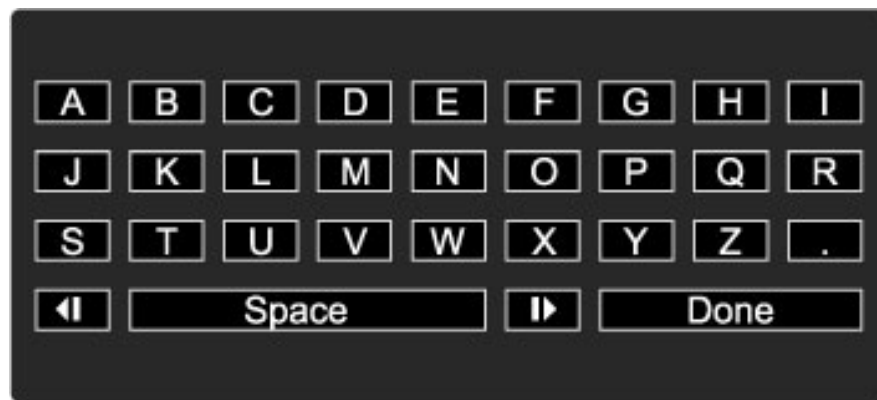 A B C D E F G H I
J K L M N O P Q R
S T U V W X Y Z .
Space Done